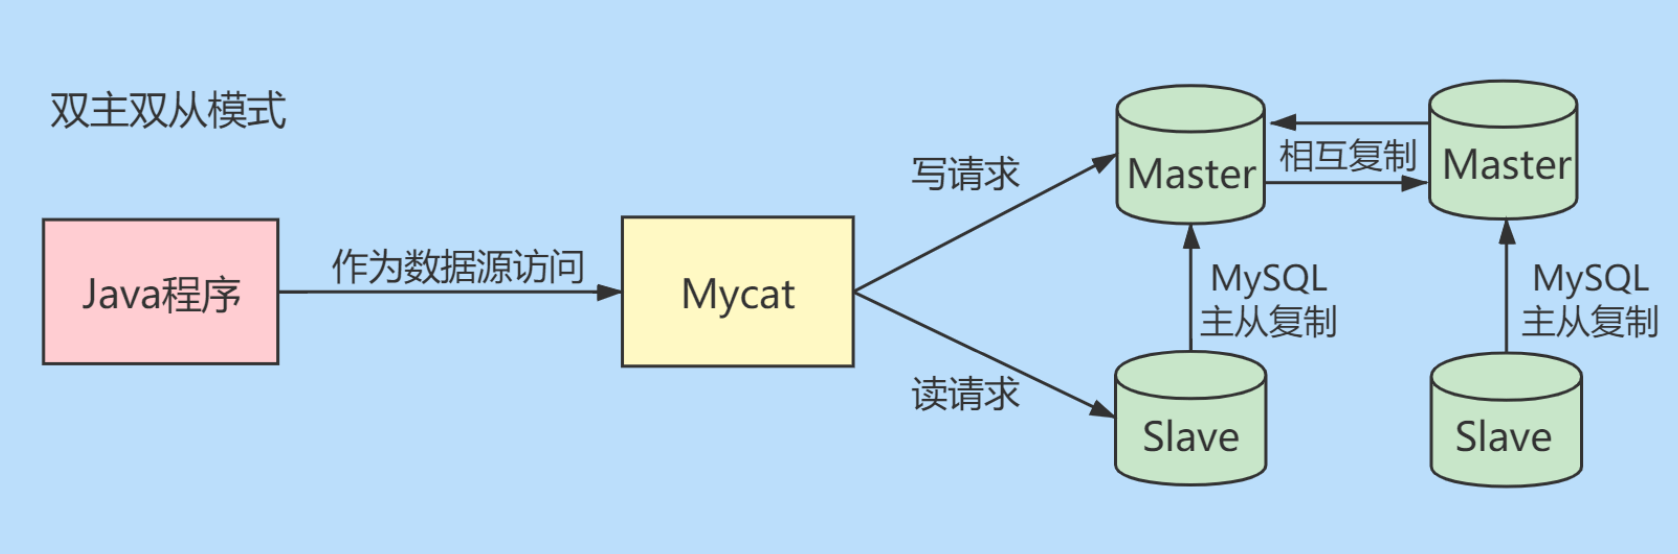 双主双从模式
Java程序
作为数据源访问
Mycat
写请求
读请求
Master
相互复制
Master
MySQL
主从复制
MySQL
主从复制
Slave
Slave